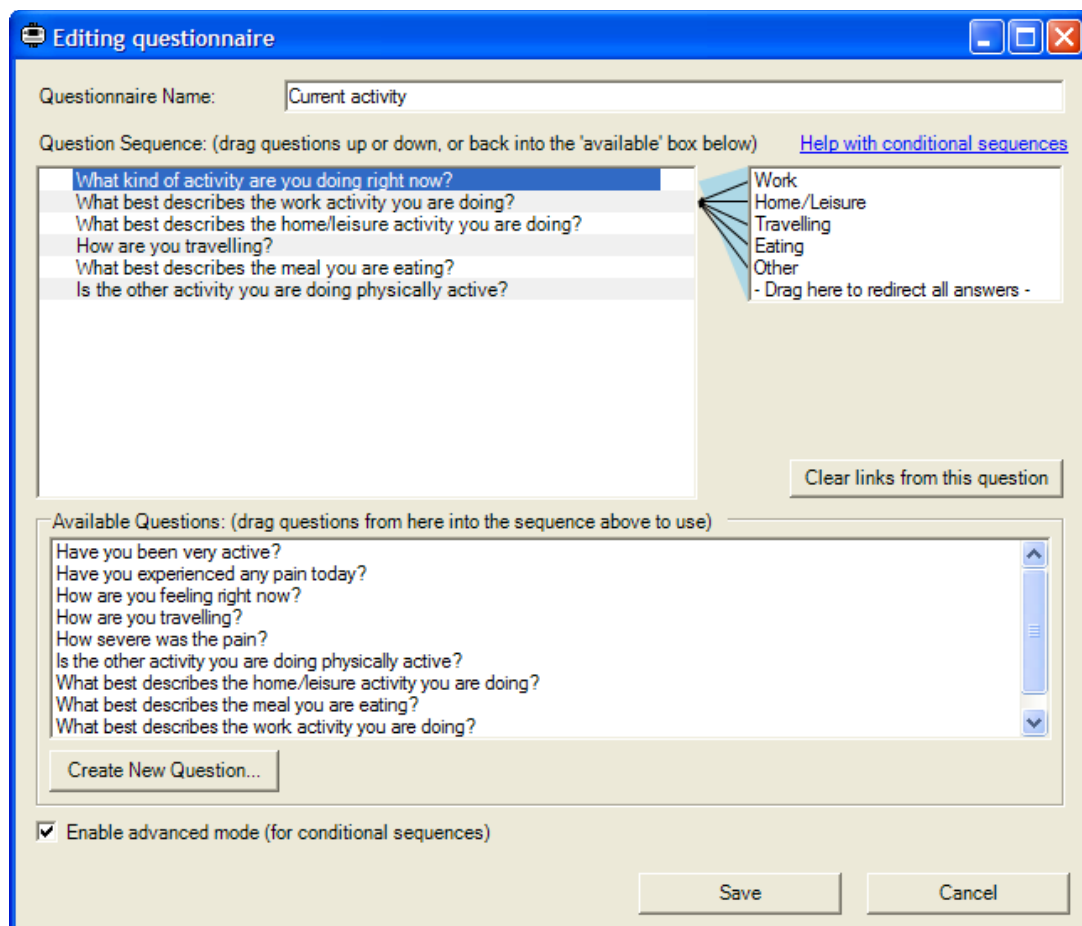 Editing questionnaire
Questionnaire Name:
Current activity
Question Sequence: (drag questions up or down, or back into the 'available' box below)
Help with conditional sequences
What kind of activity are you doing right now?
What best describes the work activity you are doing?
What best describes the home/leisure activity you are doing?
How are you travelling?
What best describes the meal you are eating?
Is the other activity you are doing physically active?
Work
Home/Leisure
Travelling
Eating
Other
- Drag here to redirect all answers -
Clear links from this question
Available Questions: (drag questions from here into the sequence above to use)
Have you been very active?
Have you experienced any pain today?
How are you feeling right now?
How are you travelling?
How severe was the pain?
Is the other activity you are doing physically active?
What best describes the home/leisure activity you are doing?
What best describes the meal you are eating?
What best describes the work activity you are doing?
Create New Question...
Enable advanced mode (for conditional sequences)
Save
Cancel